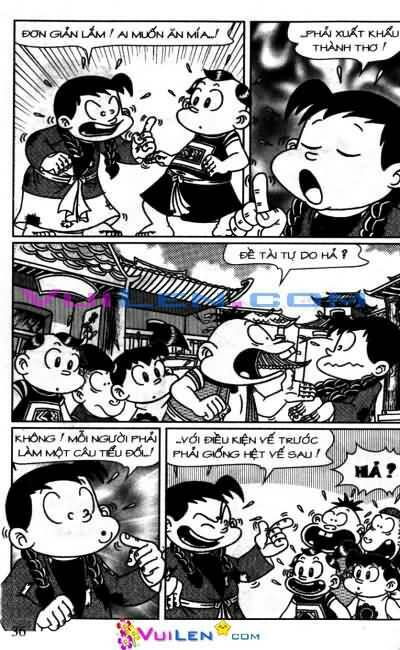 ĐƠN GIẢN LẮM! AI MUỐN ĂN MÍA...!
...PHẢI XUẤT KHẨU
THÀNH THƠ!
ĐỀ TÀI TỰ DO HẢ?
VUILEN.COM
KHÔNG! MỖI NGƯỜI PHẢI
LÀM MỘT CÂU TIỂU ĐỐI...!
...VỚI ĐIỀU KIỆN VẾ TRƯỚC
PHẢI GIỐNG HỆT VẾ SAU!
HẢ?
36
VUILEN.COM